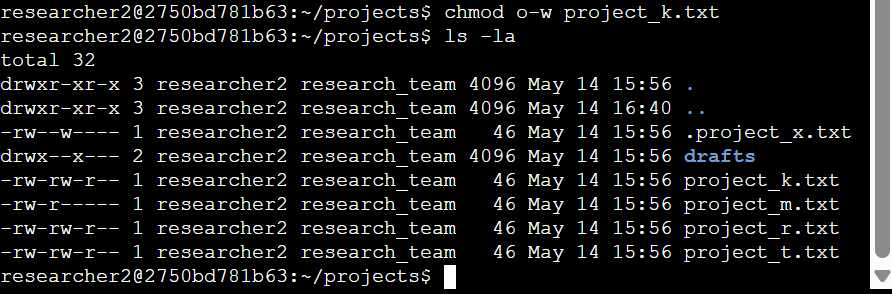 researcher2@2750bd781b63:~/projects$ chmod o-w project_k.txt
researcher2@2750bd781b63:~/projects$ ls -la
total 32
drwxr-xr-x 3 researcher2 research_team 4096 May 14 15:56 .
drwxr-xr-x 3 researcher2 research_team 4096 May 14 16:40 ..
-rw--w---- 1 researcher2 research_team   46 May 14 15:56 .project_x.txt
drwx--x--- 2 researcher2 research_team 4096 May 14 15:56 drafts
-rw-rw-r-- 1 researcher2 research_team   46 May 14 15:56 project_k.txt
-rw-r----- 1 researcher2 research_team   46 May 14 15:56 project_m.txt
-rw-rw-r-- 1 researcher2 research_team   46 May 14 15:56 project_r.txt
-rw-rw-r-- 1 researcher2 research_team   46 May 14 15:56 project_t.txt
researcher2@2750bd781b63:~/projects$